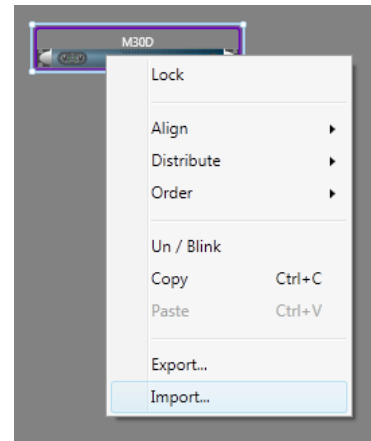 M30D
Lock
Align
Distribute
Order
Un / Blink
Copy Ctrl+C
Paste Ctrl+V
Export...
Import...